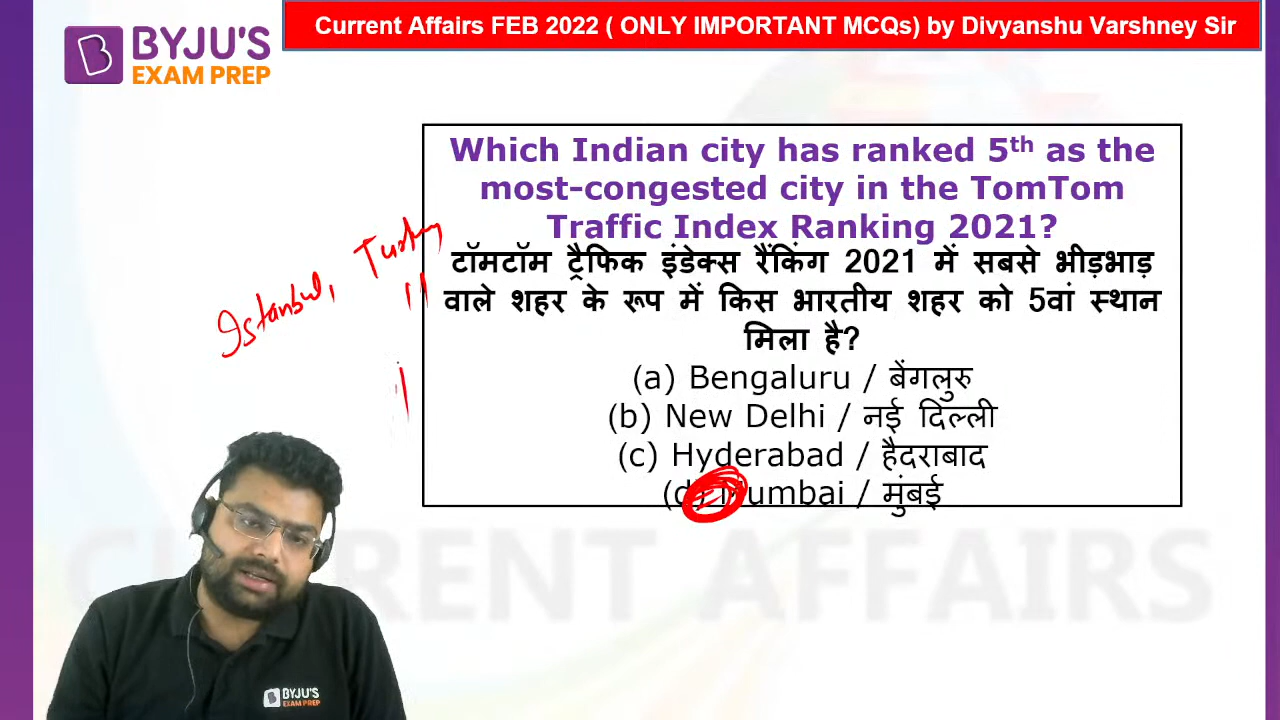 BYJU'S
EXAM PREP
Current Affairs FEB 2022 ( ONLY IMPORTANT MCQs) by Divyanshu Varshney Sir
Which Indian city has ranked 5th as the
most-congested city in the TomTom
Traffic Index Ranking 2021?
टॉमटॉम ट्रैफिक इंडेक्स रैंकिंग 2021 में सबसे भीड़भाड़
वाले शहर के रूप में किस भारतीय शहर को 5वां स्थान
मिला है?
(a) Bengaluru / बेंगलुरु
(b) New Delhi / नई दिल्ली
(c) Hyderabad / हैदराबाद
(d) Mumbai / मुंबई
Istanbul,
CURRENT AFFAIRS
BYJU'S
EXAM PREP